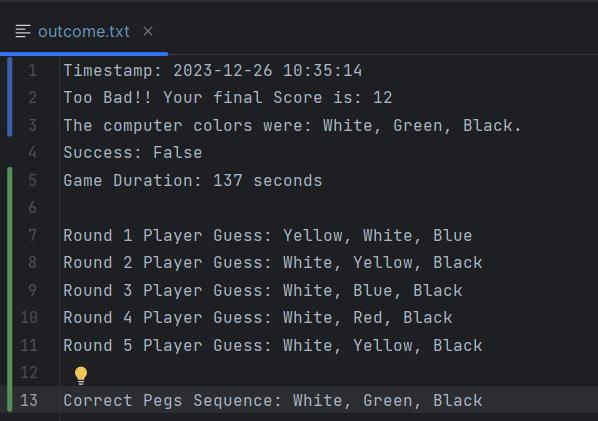 outcome.txt
1 Timestamp: 2023-12-26 10:35:14
2 Too Bad!! Your final Score is: 12
3 The computer colors were: White, Green, Black.
4 Success: False
5 Game Duration: 137 seconds
6
7 Round 1 Player Guess: Yellow, White, Blue
8 Round 2 Player Guess: White, Yellow, Black
9 Round 3 Player Guess: White, Blue, Black
10 Round 4 Player Guess: White, Red, Black
11 Round 5 Player Guess: White, Yellow, Black
12
13 Correct Pegs Sequence: White, Green, Black